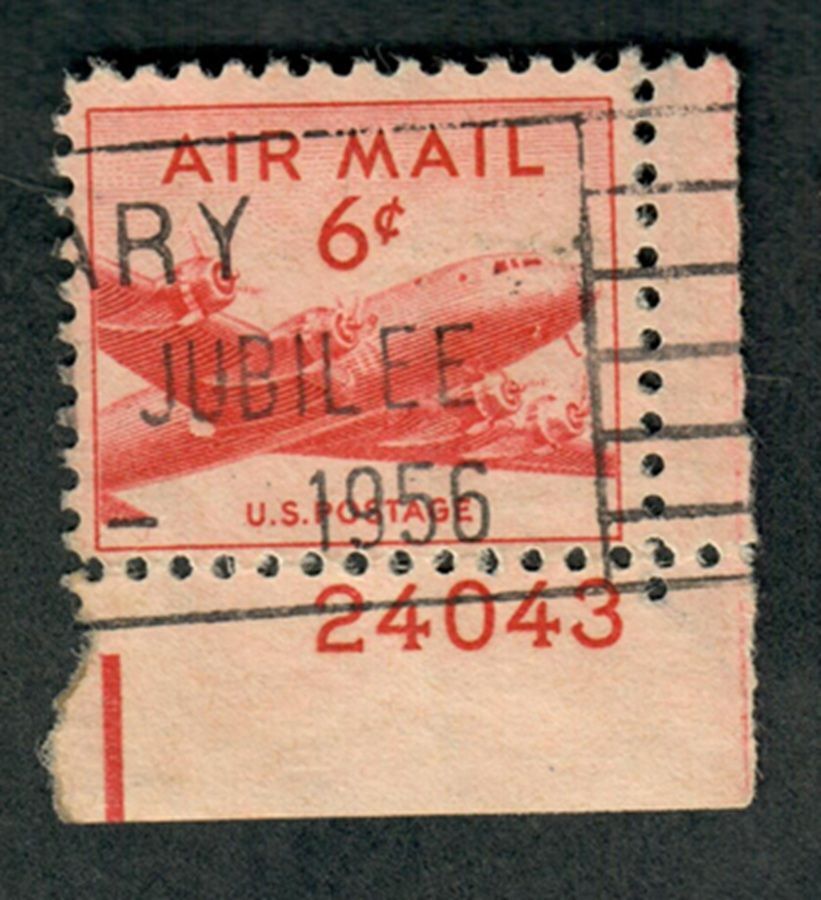 AIR MAIL
6¢
ARY
JUBILEE
1956
U.S. POSTAGE
24043